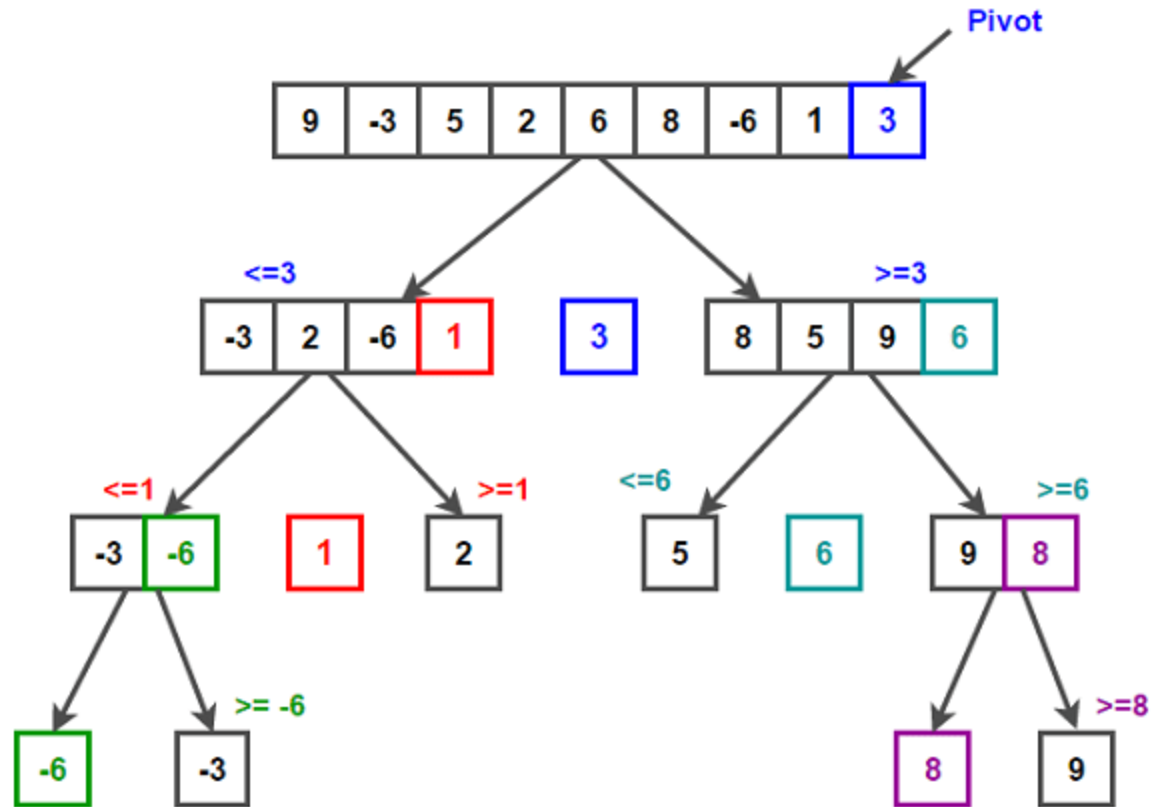 Pivot
9 -3 5 2 6 8 -6 1 3
<=3 >=3
-3 2 -6 1 3 8 5 9 6
<=1 >=1 <=6 >=6
-3 -6 1 2 5 6 9 8
>= -6 >=8
-6 -3 8 9